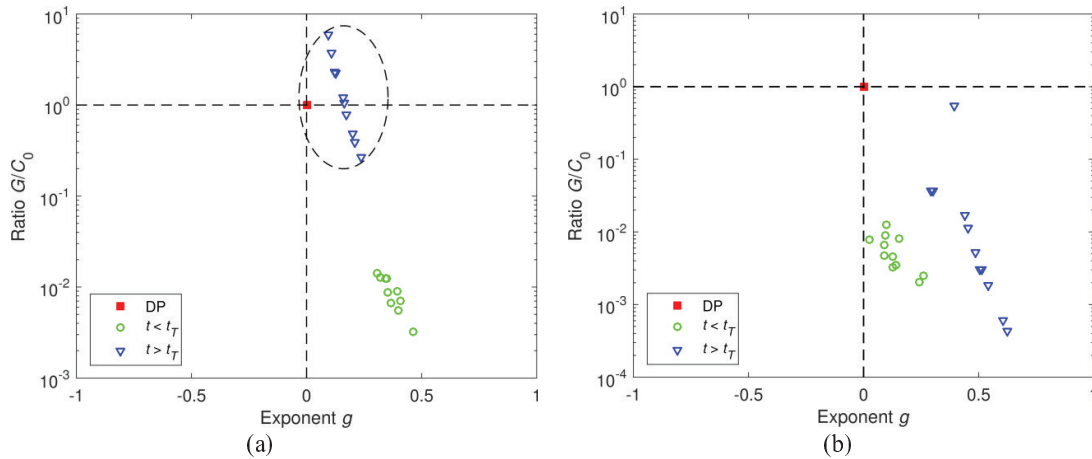 10^1
10^0
10^-1
10^-2
10^-3
Ratio G/C_0
DP
t < t_T
t > t_T
-1 -0.5 0 0.5 1
Exponent g
(a)
10^1
10^0
10^-1
10^-2
10^-3
10^-4
Ratio G/C_0
DP
t < t_T
t > t_T
-1 -0.5 0 0.5 1
Exponent g
(b)